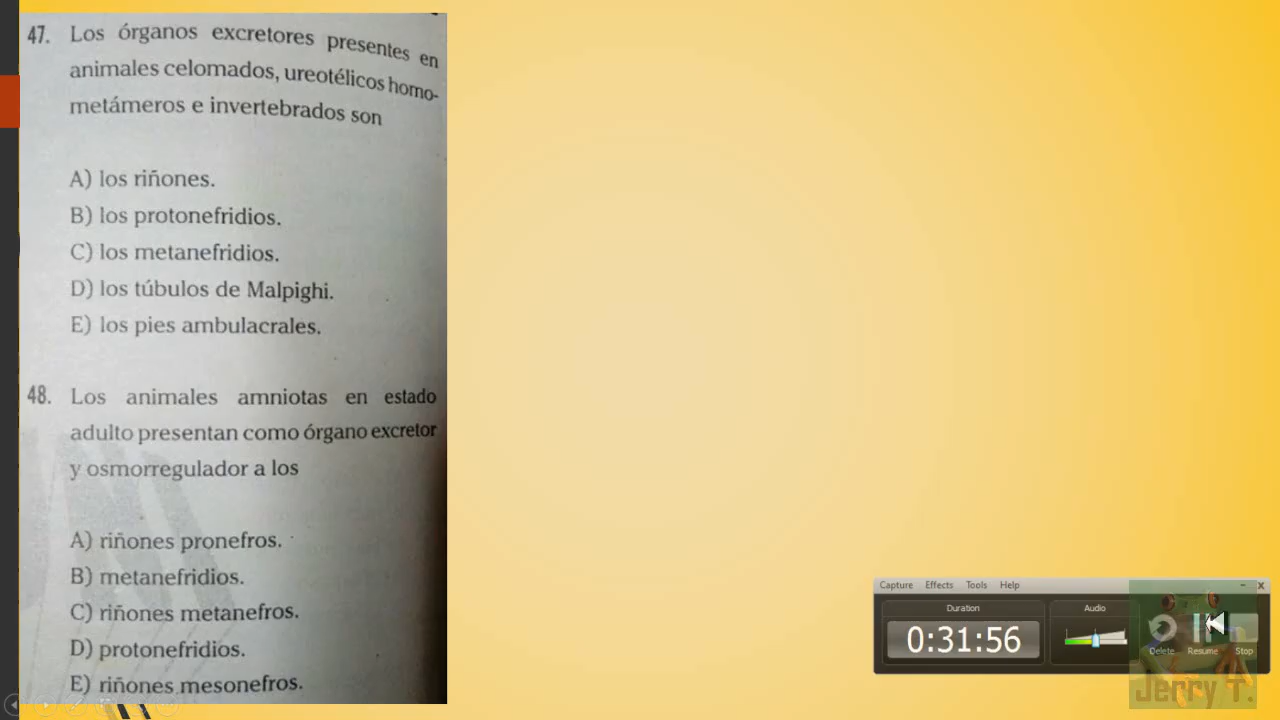 47. Los órganos excretores presentes en
animales celomados, ureotélicos homo-
metámeros e invertebrados son
A) los riñones.
B) los protonefridios.
C) los metanefridios.
D) los túbulos de Malpighi.
E) los pies ambulacrales.
48. Los animales amniotas en estado
adulto presentan como órgano excretor
y osmorregulador a los
A) riñones pronefros.
B) metanefridios.
C) riñones metanefros.
D) protonefridios.
E) riñones mesonefros.
Capture Effects Tools Help
Duration Audio
0:31:56
Delete Resume Stop
Jerry T.